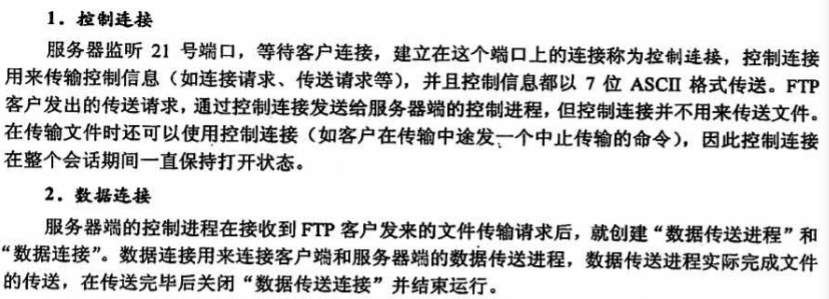 1．控制连接
服务器监听 21 号端口，等待客户连接，建立在这个端口上的连接称为控制连接，控制连接
用来传输控制信息（如连接请求、传送请求等），并且控制信息都以 7 位 ASCII 格式传送。FTP
客户发出的传送请求，通过控制连接发送给服务器端的控制进程，但控制连接并不用来传送文件。
在传输文件时还可以使用控制连接（如客户在传输中途发一个中止传输的命令），因此控制连接
在整个会话期间一直保持打开状态。
2．数据连接
服务器端的控制进程在接收到 FTP 客户发来的文件传输请求后，就创建“数据传送进程”和
“数据连接”。数据连接用来连接客户端和服务器端的数据传送进程，数据传送进程实际完成文件
的传送，在传送完毕后关闭“数据传送连接”并结束运行。